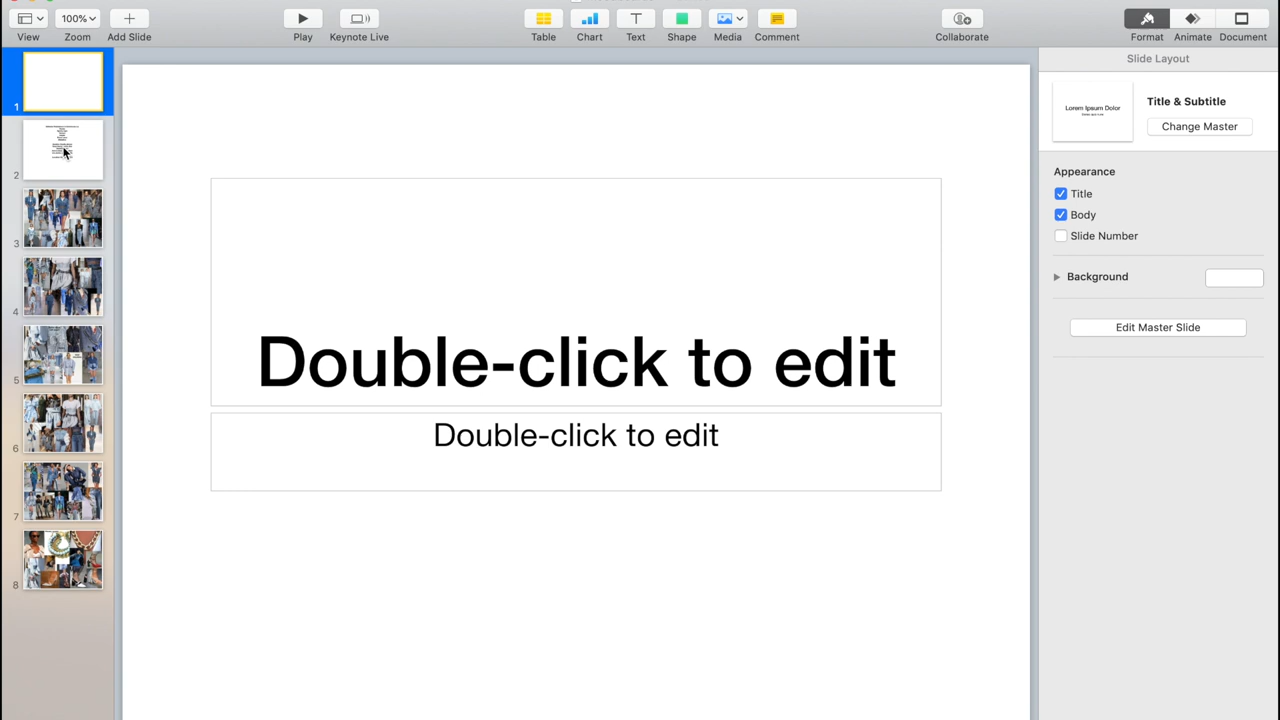 View
100%
Zoom
Add Slide
Play
Keynote Live
Table
Chart
Text
Shape
Media
Comment
Collaborate
Format
Animate
Document
1
2
3
4
5
6
7
8
Double-click to edit
Double-click to edit
Slide Layout
Lorem Ipsum Dolor
Title & Subtitle
Change Master
Appearance
Title
Body
Slide Number
Background
Edit Master Slide